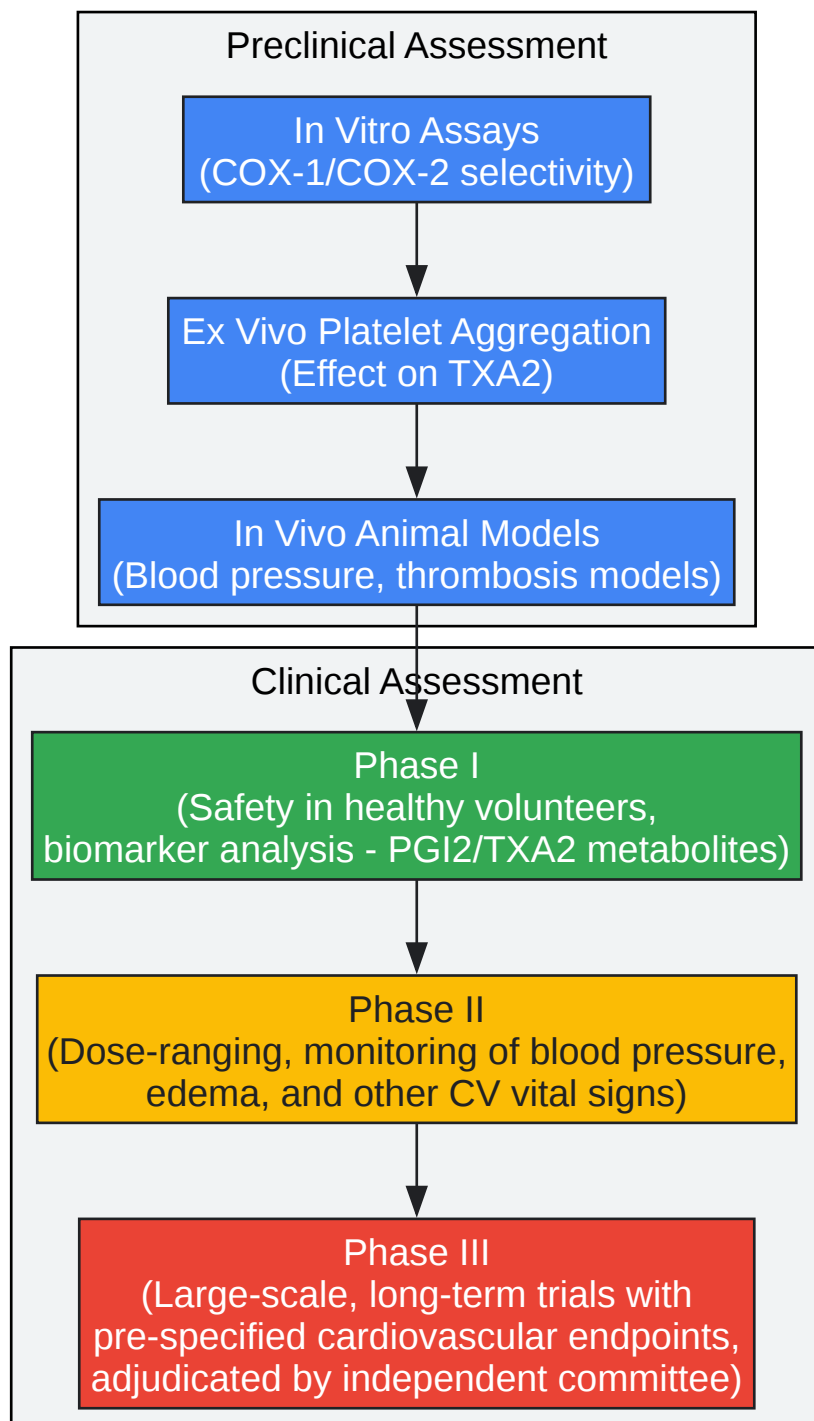 Preclinical Assessment
In Vitro Assays
(COX-1/COX-2 selectivity)
Ex Vivo Platelet Aggregation
(Effect on TXA2)
In Vivo Animal Models
(Blood pressure, thrombosis models)
Clinical Assessment
Phase I
(Safety in healthy volunteers,
biomarker analysis - PGI2/TXA2 metabolites)
Phase II
(Dose-ranging, monitoring of blood pressure,
edema, and other CV vital signs)
Phase III
(Large-scale, long-term trials with
pre-specified cardiovascular endpoints,
adjudicated by independent committee)